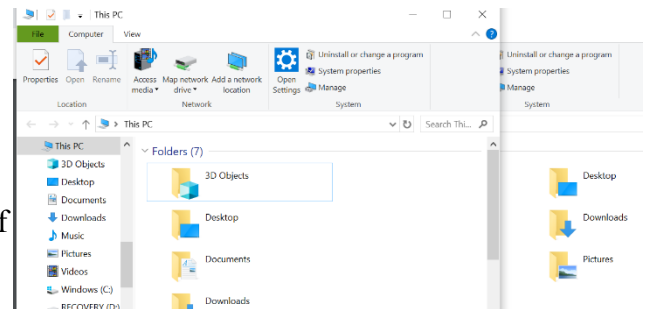 This PC
File Computer View
Properties Open Rename Access media Map network drive Add a network location Open Settings Uninstall or change a program
System properties
Manage
Location Network System
Uninstall or change a program
System properties
Manage
System
This PC Search Thi...
This PC
3D Objects
Desktop
Documents
Downloads
Music
Pictures
Videos
Windows (C:)
RECOVERY (D:)
Folders (7)
3D Objects
Desktop
Documents
Downloads
Desktop
Downloads
Pictures
f